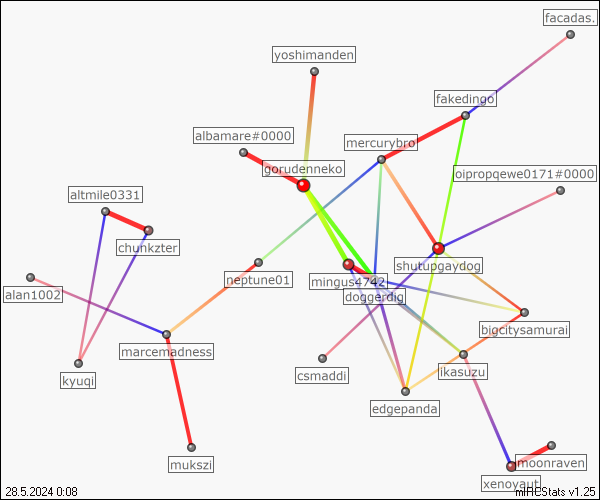 facadas.
yoshimanden
fakedingo
albamare#0000
mercurybro
gorudenneko
oipropqewe0171#0000
altmile0331
chunkzter
shutupgaydog
neptune01
mingus4742
alan1002
doggerdig
bigcitysamurai
marcemadness
csmaddi
ikasuzu
kyuqi
edgepanda
mukszi
moonraven
xenoyaut
28.5.2024 0:08
mIRCStats v1.25